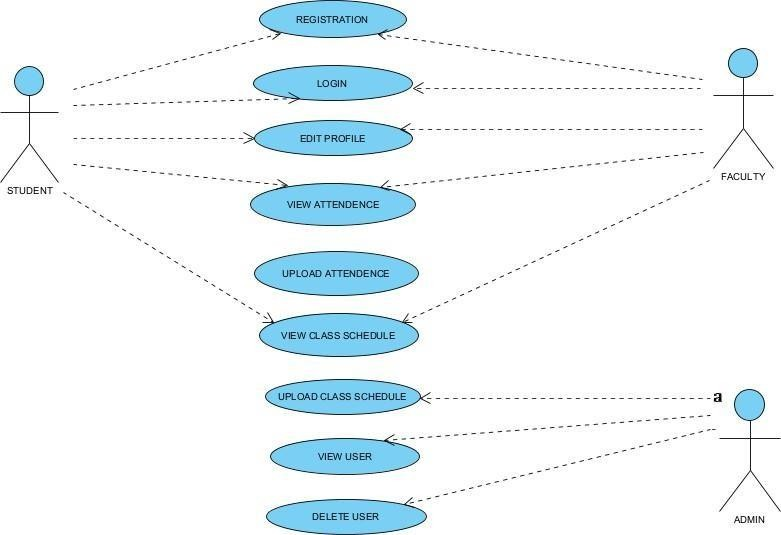 REGISTRATION
LOGIN
EDIT PROFILE
STUDENT
FACULTY
VIEW ATTENDENCE
UPLOAD ATTENDENCE
VIEW CLASS SCHEDULE
UPLOAD CLASS SCHEDULE
a
VIEW USER
DELETE USER
ADMIN